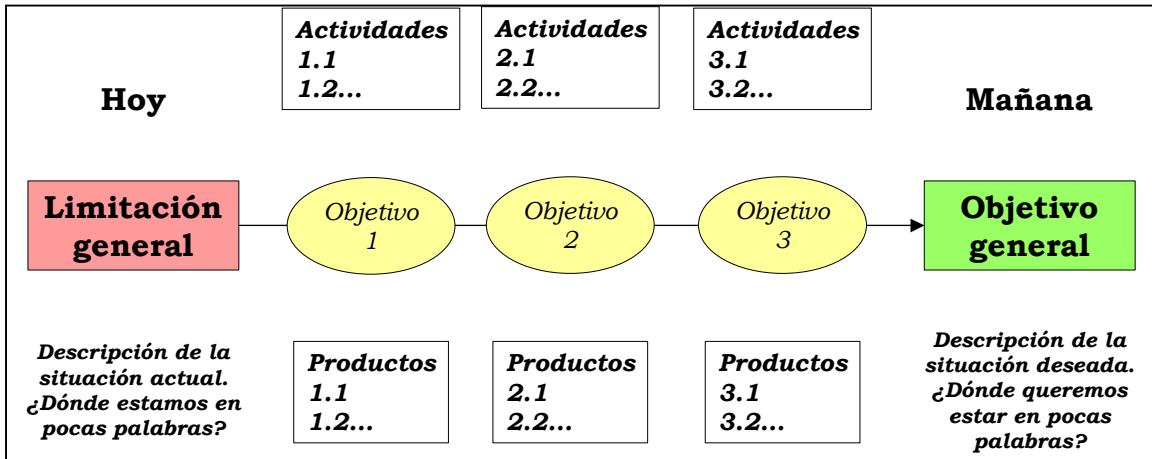 Hoy
Actividades
1.1
1.2...
Actividades
2.1
2.2...
Actividades
3.1
3.2...
Mañana
Limitación
general
Objetivo
1
Objetivo
2
Objetivo
3
Objetivo
general
Descripción de la
situación actual.
¿Dónde estamos en
pocas palabras?
Productos
1.1
1.2...
Productos
2.1
2.2...
Productos
3.1
3.2...
Descripción de la
situación deseada.
¿Dónde queremos
estar en pocas
palabras?